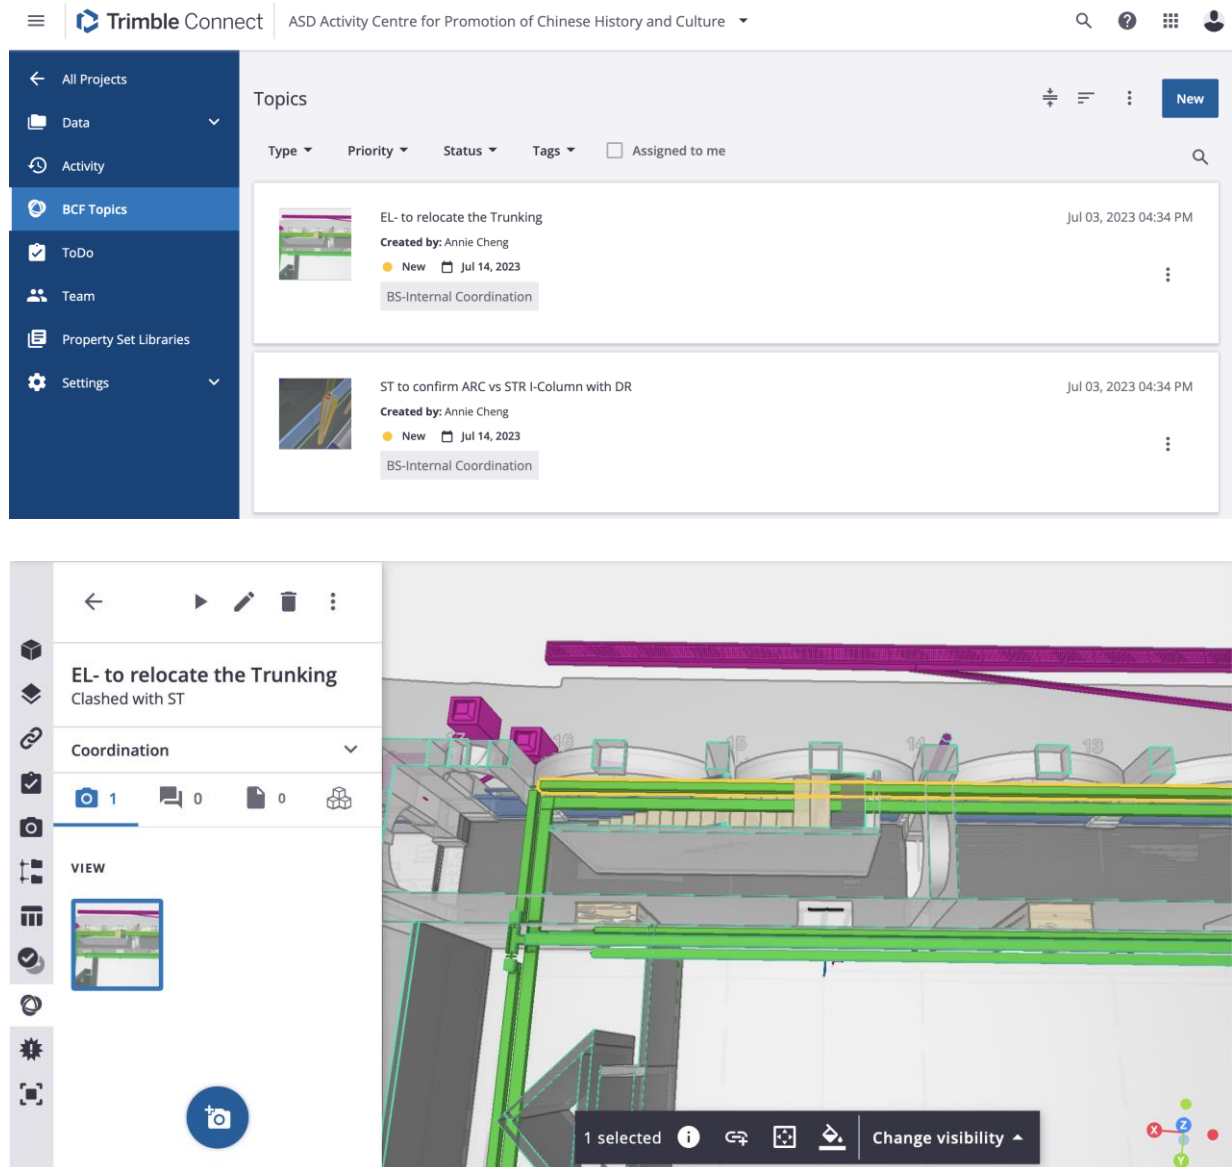 Trimble Connect
ASD Activity Centre for Promotion of Chinese History and Culture
All Projects
Data
Activity
BCF Topics
ToDo
Team
Property Set Libraries
Settings
Topics
New
Type
Priority
Status
Tags
Assigned to me
EL- to relocate the Trunking
Jul 03, 2023 04:34 PM
Created by: Annie Cheng
New
Jul 14, 2023
BS-Internal Coordination
ST to confirm ARC vs STR I-Column with DR
Jul 03, 2023 04:34 PM
Created by: Annie Cheng
New
Jul 14, 2023
BS-Internal Coordination
EL- to relocate the Trunking
Clashed with ST
Coordination
1
0
0
VIEW
17
16
15
14
13
1 selected
Change visibility
X
Z
Y